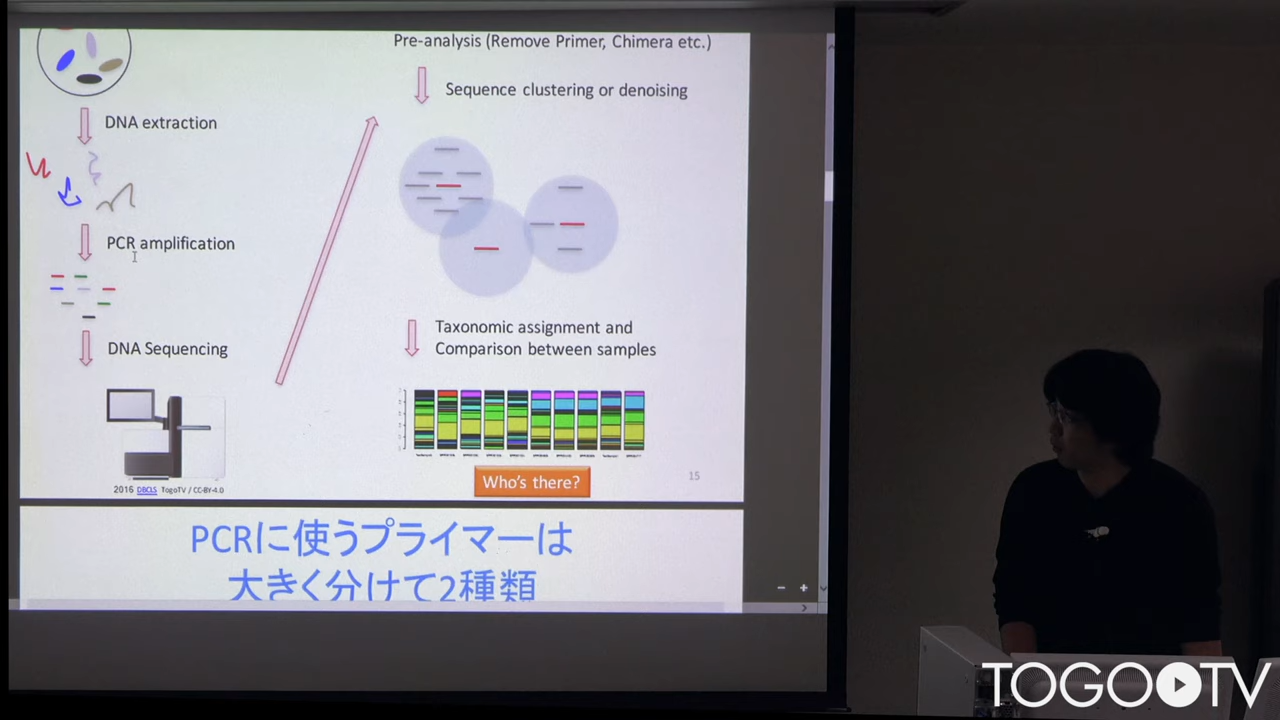 Pre-analysis (Remove Primer, Chimera etc.)
Sequence clustering or denoising
DNA extraction
PCR amplification
DNA Sequencing
Taxonomic assignment and
Comparison between samples
Who's there?
15
2016 DBCLS TogoTV / CC-BY-4.0
PCRに使うプライマーは
大きく分けて2種類
TOGO TV